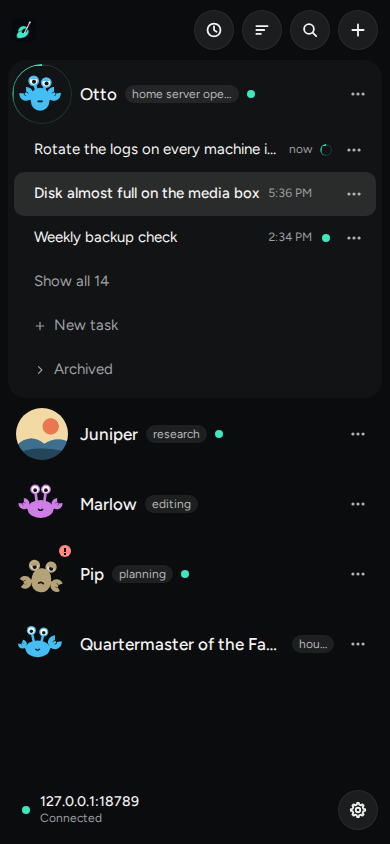 Otto home server ope...
Rotate the logs on every machine i... now
Disk almost full on the media box 5:36 PM
Weekly backup check 2:34 PM
Show all 14
+ New task
> Archived
Juniper research
Marlow editing
Pip planning
Quartermaster of the Fa... hou...
127.0.0.1:18789
Connected